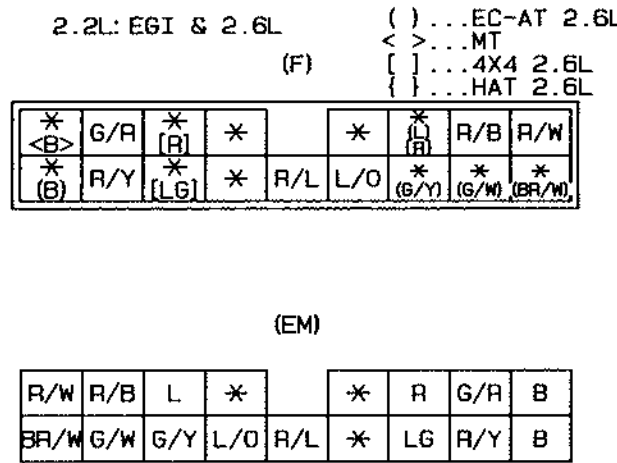 2.2L: EGI & 2.6L
( )...EC-AT 2.6L
< >...MT
(F)
[ ]...4X4 2.6L
{ }...HAT 2.6L
* G/R * * * * R/B R/W
<B> [R] (L) {R}
* R/Y * * R/L L/O * * *
(B) [LG] (G/Y) (G/W) (BR/W)
(EM)
R/W R/B L * * R G/R B
BR/W G/W G/Y L/O R/L * LG R/Y B